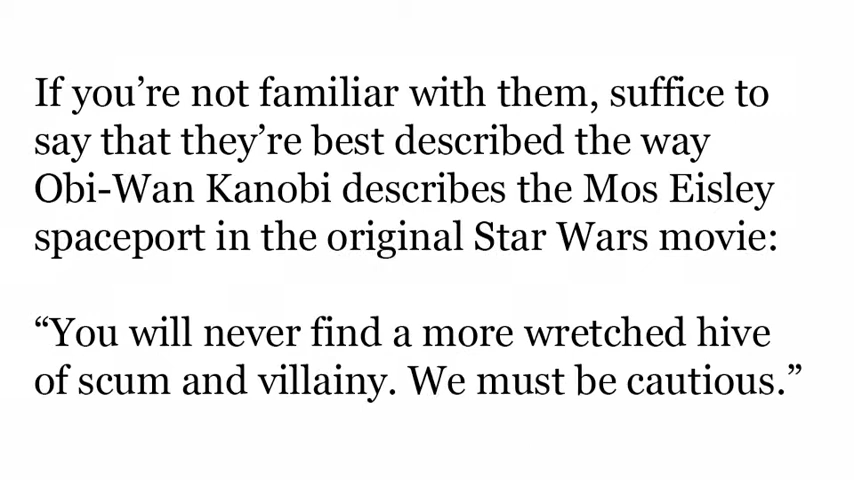 If you’re not familiar with them, suffice to
say that they’re best described the way
Obi-Wan Kanobi describes the Mos Eisley
spaceport in the original Star Wars movie:
“You will never find a more wretched hive
of scum and villainy. We must be cautious.”